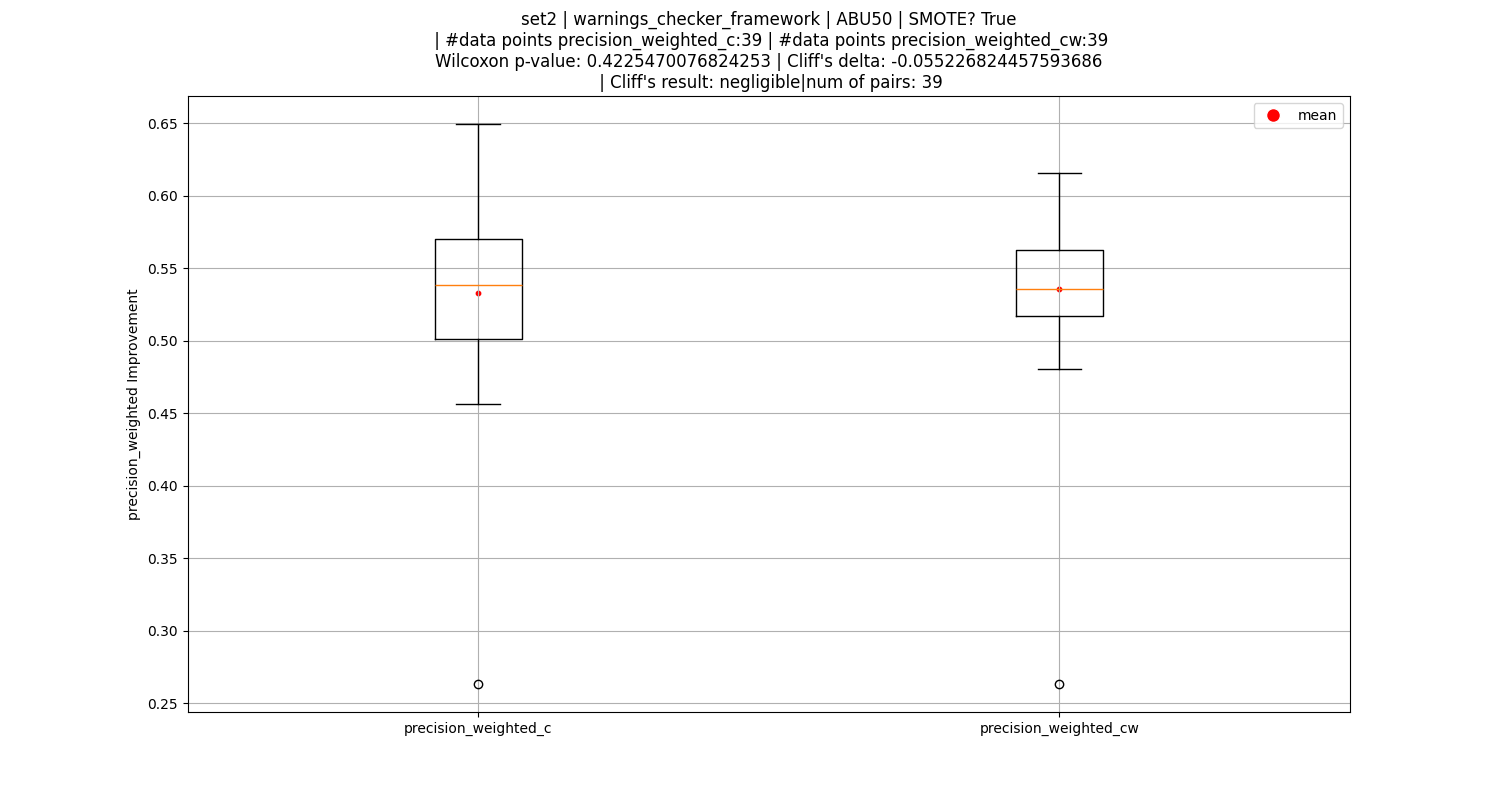 set2 | warnings_checker_framework | ABU50 | SMOTE? True
| #data points precision_weighted_c:39 | #data points precision_weighted_cw:39
Wilcoxon p-value: 0.4225470076824253 | Cliff's delta: -0.055226824457593686
| Cliff's result: negligible|num of pairs: 39
mean
0.65
0.60
0.55
0.50
0.45
0.40
0.35
0.30
0.25
precision_weighted Improvement
precision_weighted_c
precision_weighted_cw